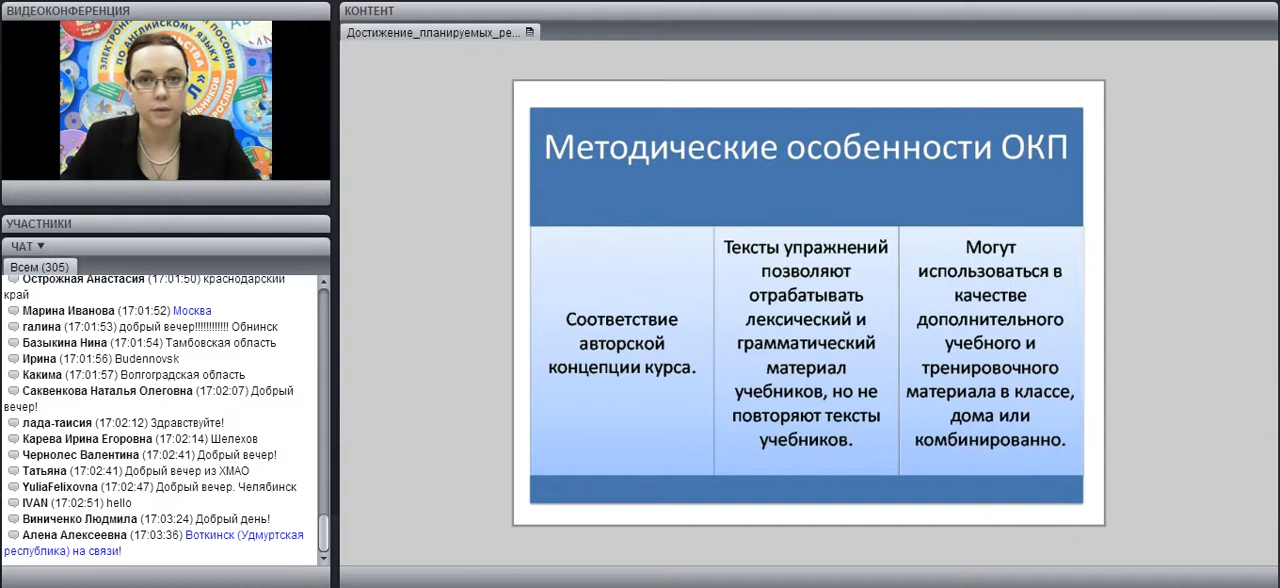 ВИДЕОКОНФЕРЕНЦИЯ
ЭЛЕКТРОННЫЕ
ПОСОБИЯ
ПО АНГЛИЙСКОМУ ЯЗЫКУ
УЧАСТНИКИ
ЧАТ
Всем (305)
Острожная Анастасия (17:01:50) краснодарский
край
Марина Иванова (17:01:52) Москва
галина (17:01:53) добрый вечер!!!!!!!!!!!! Обнинск
Базыкина Нина (17:01:54) Тамбовская область
Ирина (17:01:56) Budennovsk
Какима (17:01:57) Волгоградская область
Саквенкова Наталья Олеговна (17:02:07) Добрый
вечер!
лада-таисия (17:02:12) Здравствуйте!
Карева Ирина Егоровна (17:02:14) Шелехов
Чернолес Валентина (17:02:41) Добрый вечер!
Татьяна (17:02:41) Добрый вечер из ХМАО
YuliaFelixovna (17:02:47) Добрый вечер. Челябинск
IVAN (17:02:51) hello
Виниченко Людмила (17:03:24) Добрый день!
Алена Алексеевна (17:03:36) Воткинск (Удмуртская
республика) на связи!
КОНТЕНТ
Достижение_планируемых_ре...
Методические особенности ОКП
Соответствие
авторской
концепции курса.
Тексты упражнений
позволяют
отрабатывать
лексический и
грамматический
материал
учебников, но не
повторяют тексты
учебников.
Могут
использоваться в
качестве
дополнительного
учебного и
тренировочного
материала в классе,
дома или
комбинированно.